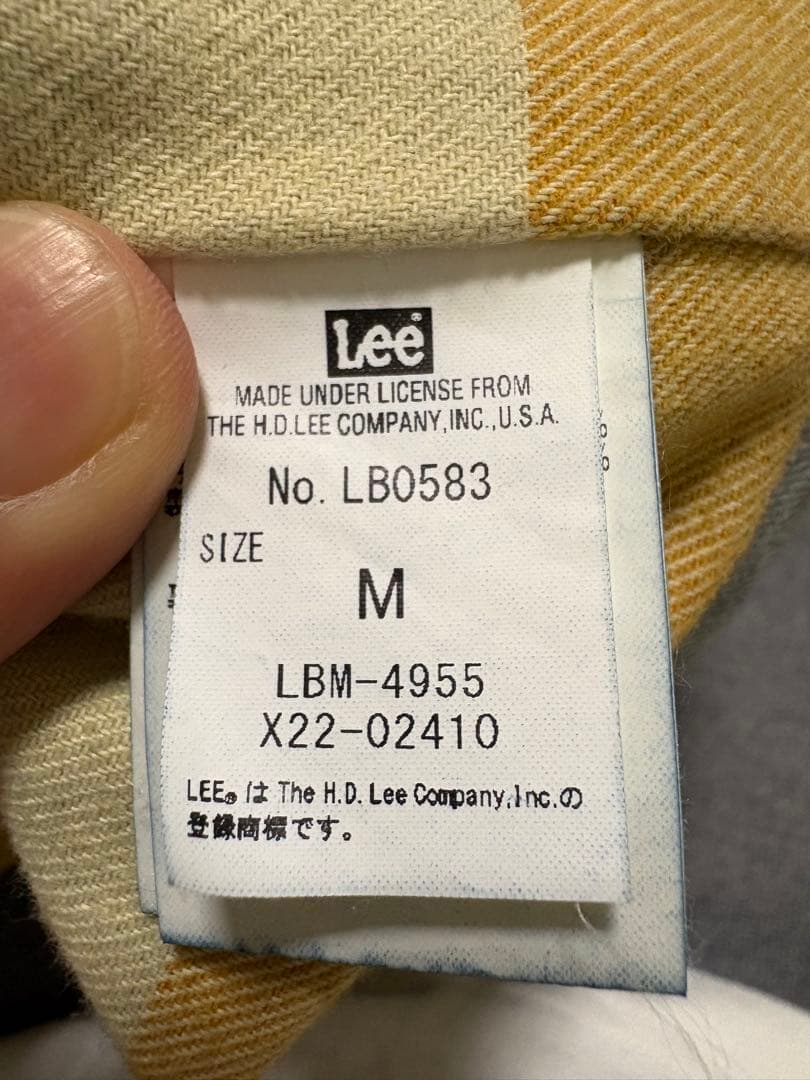 Lee®
MADE UNDER LICENSE FROM
THE H.D.LEE COMPANY,INC.,U.S.A.
No. LB0583
SIZE
M
LBM-4955
X22-02410
LEE® は The H.D. Lee Company,Inc.の
登録商標です。